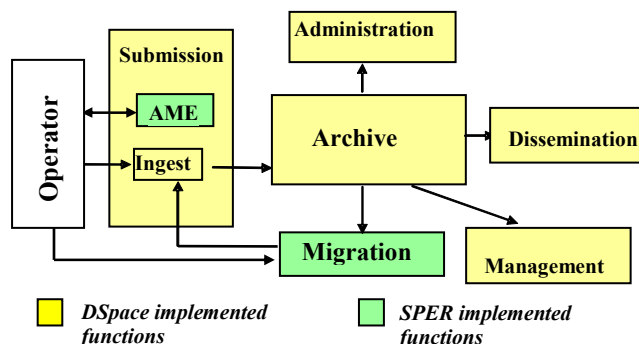 Administration
Submission
Operator
AME
Archive
Dissemination
Ingest
Migration
Management
DSpace implemented
functions
SPER implemented
functions